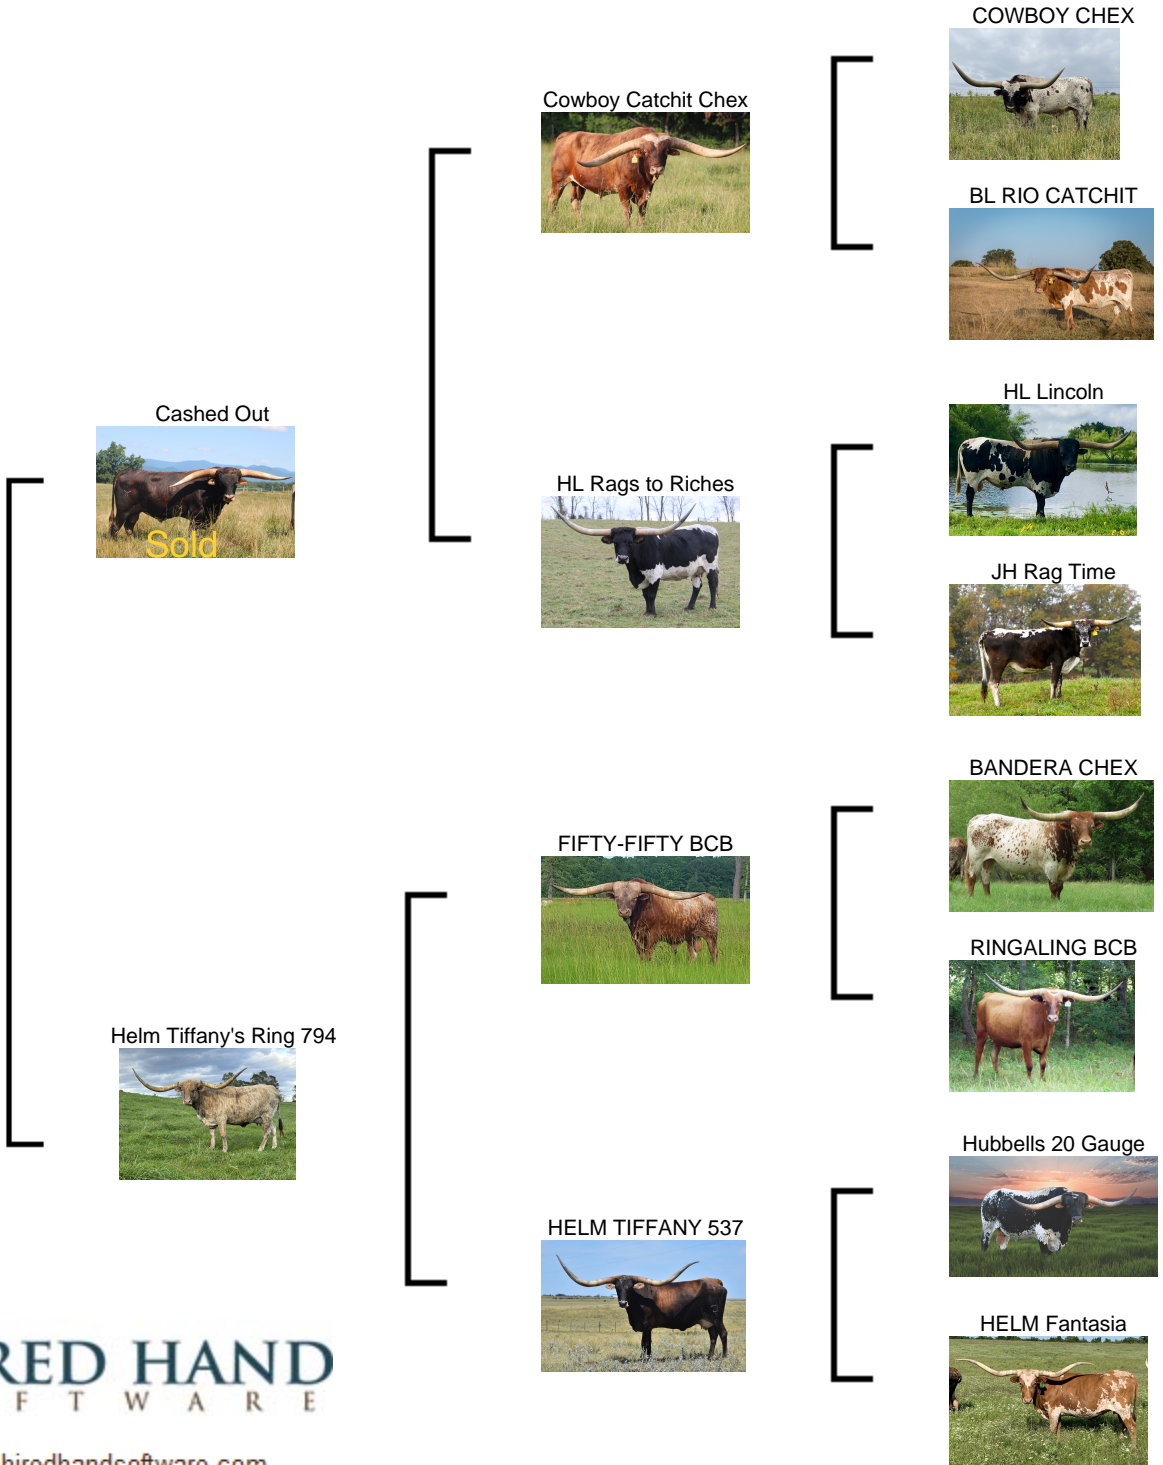 COWBOY CHEX
Cowboy Catchit Chex
BL RIO CATCHIT
Cashed Out
Sold
HL Lincoln
HL Rags to Riches
JH Rag Time
BANDERA CHEX
FIFTY-FIFTY BCB
RINGALING BCB
Helm Tiffany's Ring 794
Hubbells 20 Gauge
HELM TIFFANY 537
HELM Fantasia
RED HAND
F T W A R E
hiredhandsoftware.com